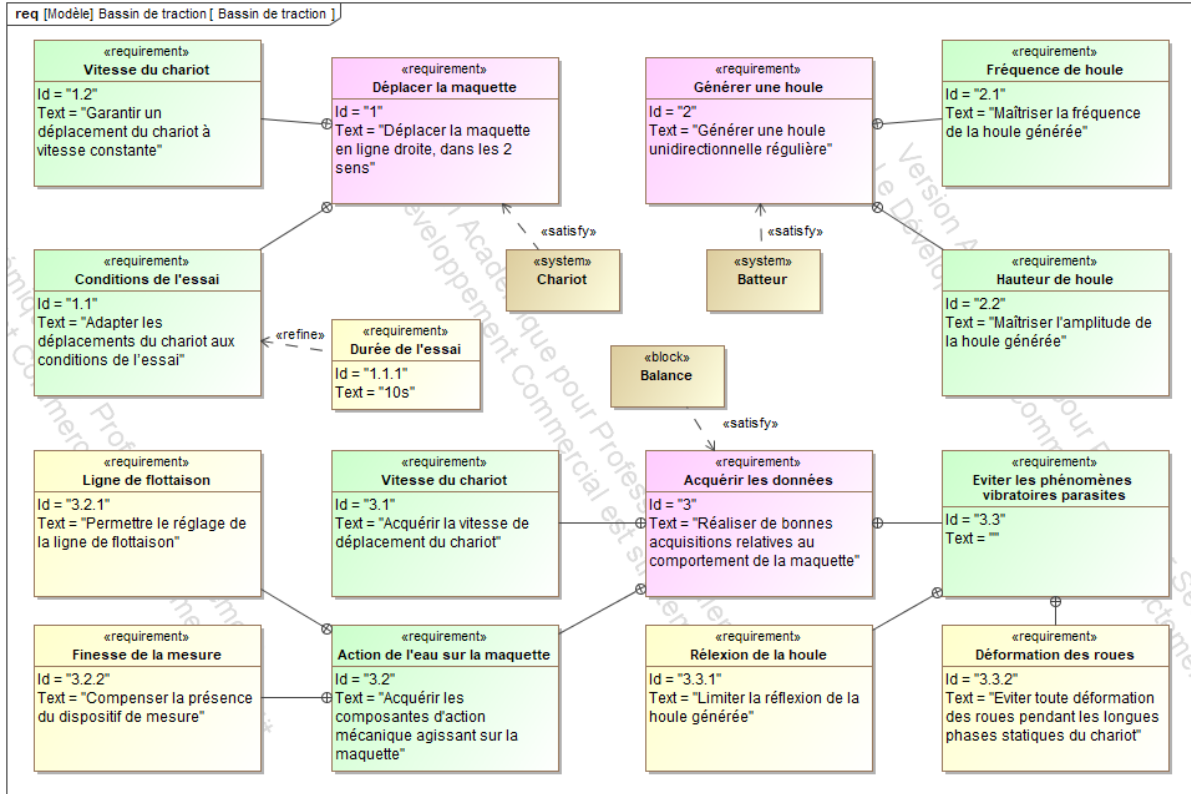 req [Modèle] Bassin de traction [ Bassin de traction ]
«requirement»
Vitesse du chariot
Id = "1.2"
Text = "Garantir un
déplacement du chariot à
vitesse constante"
«requirement»
Déplacer la maquette
Id = "1"
Text = "Déplacer la maquette
en ligne droite, dans les 2
sens"
«requirement»
Générer une houle
Id = "2"
Text = "Générer une houle
unidirectionnelle régulière"
«requirement»
Fréquence de houle
Id = "2.1"
Text = "Maîtriser la fréquence
de la houle générée"
«satisfy»
«satisfy»
«requirement»
Conditions de l'essai
Id = "1.1"
Text = "Adapter les
déplacements du chariot aux
conditions de l'essai"
«system»
Chariot
«system»
Batteur
«requirement»
Hauteur de houle
Id = "2.2"
Text = "Maîtriser l'amplitude de
la houle générée"
«refine»
«requirement»
Durée de l'essai
Id = "1.1.1"
Text = "10s"
«block»
Balance
«satisfy»
«requirement»
Ligne de flottaison
Id = "3.2.1"
Text = "Permettre le réglage de
la ligne de flottaison"
«requirement»
Vitesse du chariot
Id = "3.1"
Text = "Acquérir la vitesse de
déplacement du chariot"
«requirement»
Acquérir les données
Id = "3"
Text = "Réaliser de bonnes
acquisitions relatives au
comportement de la maquette"
«requirement»
Eviter les phénomènes
vibratoires parasites
Id = "3.3"
Text = ""
«requirement»
Finesse de la mesure
Id = "3.2.2"
Text = "Compenser la présence
du dispositif de mesure"
«requirement»
Action de l'eau sur la maquette
Id = "3.2"
Text = "Acquérir les
composantes d'action
mécanique agissant sur la
maquette"
«requirement»
Rélexion de la houle
Id = "3.3.1"
Text = "Limiter la réflexion de la
houle générée"
«requirement»
Déformation des roues
Id = "3.3.2"
Text = "Eviter toute déformation
des roues pendant les longues
phases statiques du chariot"